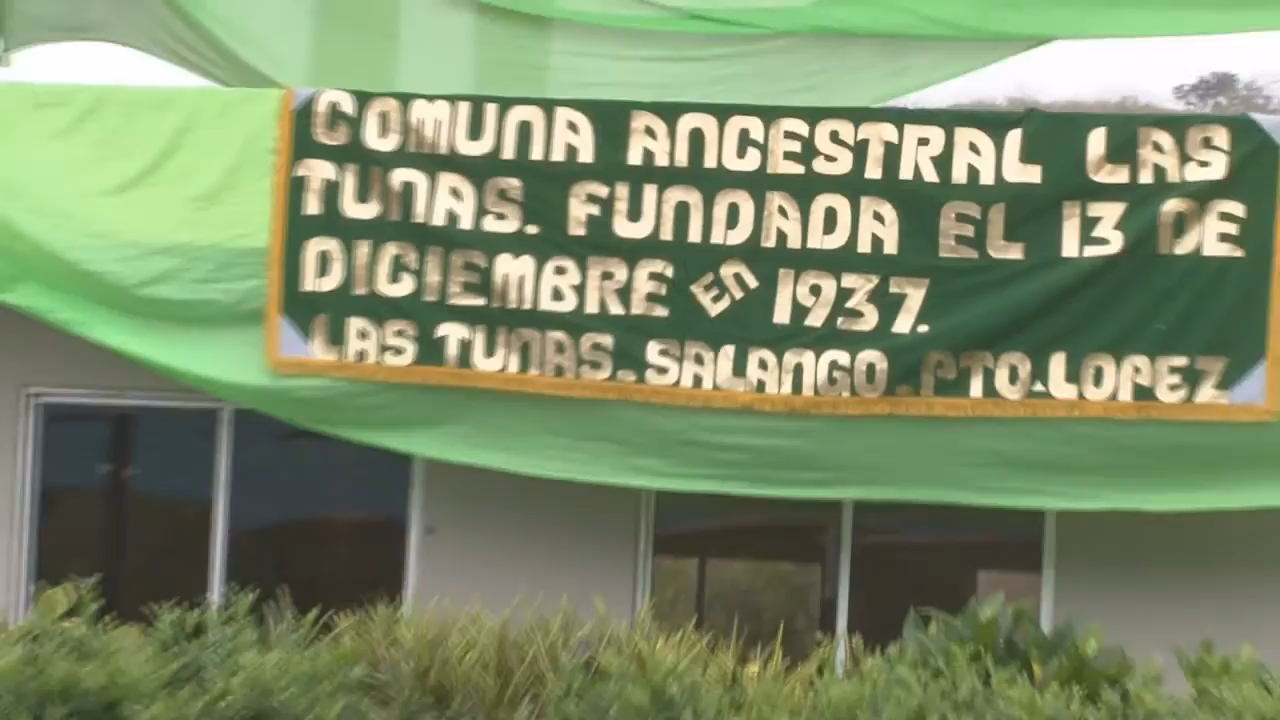 COMUNA ANCESTRAL LAS
TUNAS. FUNDADA EL 13 DE
DICIEMBRE EN 1937.
LAS TUNAS-SALANGO-PTO-LOPEZ